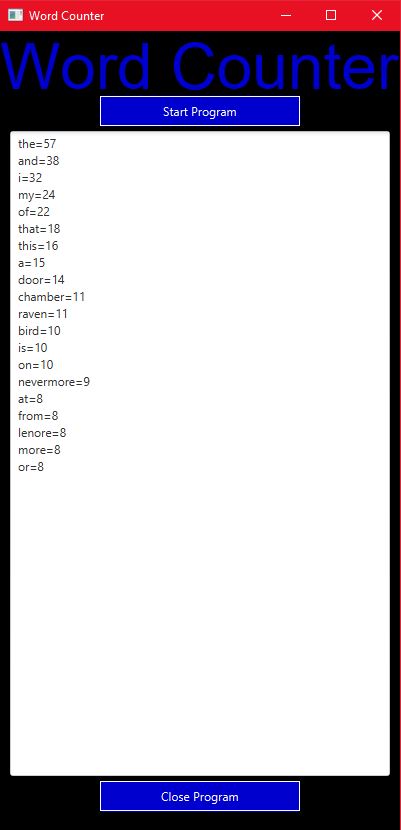 Word Counter
Word Counter
Start Program
the=57
and=38
i=32
my=24
of=22
that=18
this=16
a=15
door=14
chamber=11
raven=11
bird=10
is=10
on=10
nevermore=9
at=8
from=8
lenore=8
more=8
or=8
Close Program